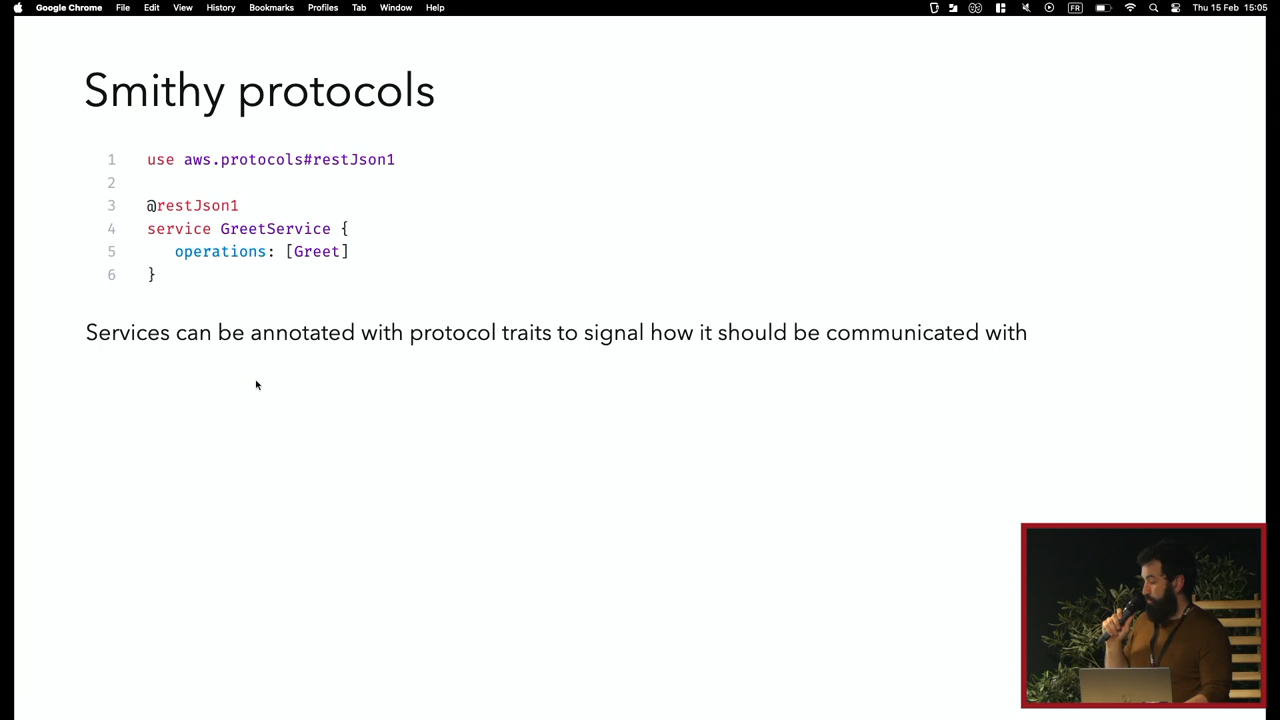 Google Chrome File Edit View History Bookmarks Profiles Tab Window Help FR Thu 15 Feb 15:05
Smithy protocols
1 use aws.protocols#restJson1
2
3 @restJson1
4 service GreetService {
5 operations: [Greet]
6 }
Services can be annotated with protocol traits to signal how it should be communicated with